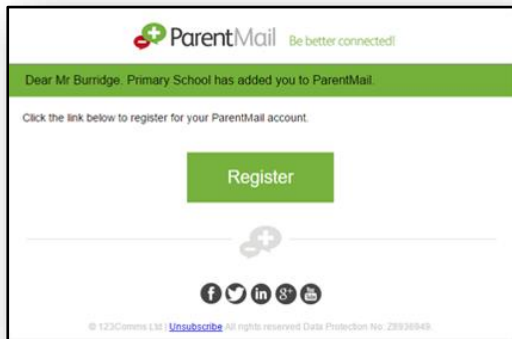 ParentMail Be better connected!
Dear Mr Burridge. Primary School has added you to ParentMail.
Click the link below to register for your ParentMail account.
Register
© 123Comms Ltd | Unsubscribe All rights reserved Data Protection No. Z8936949.